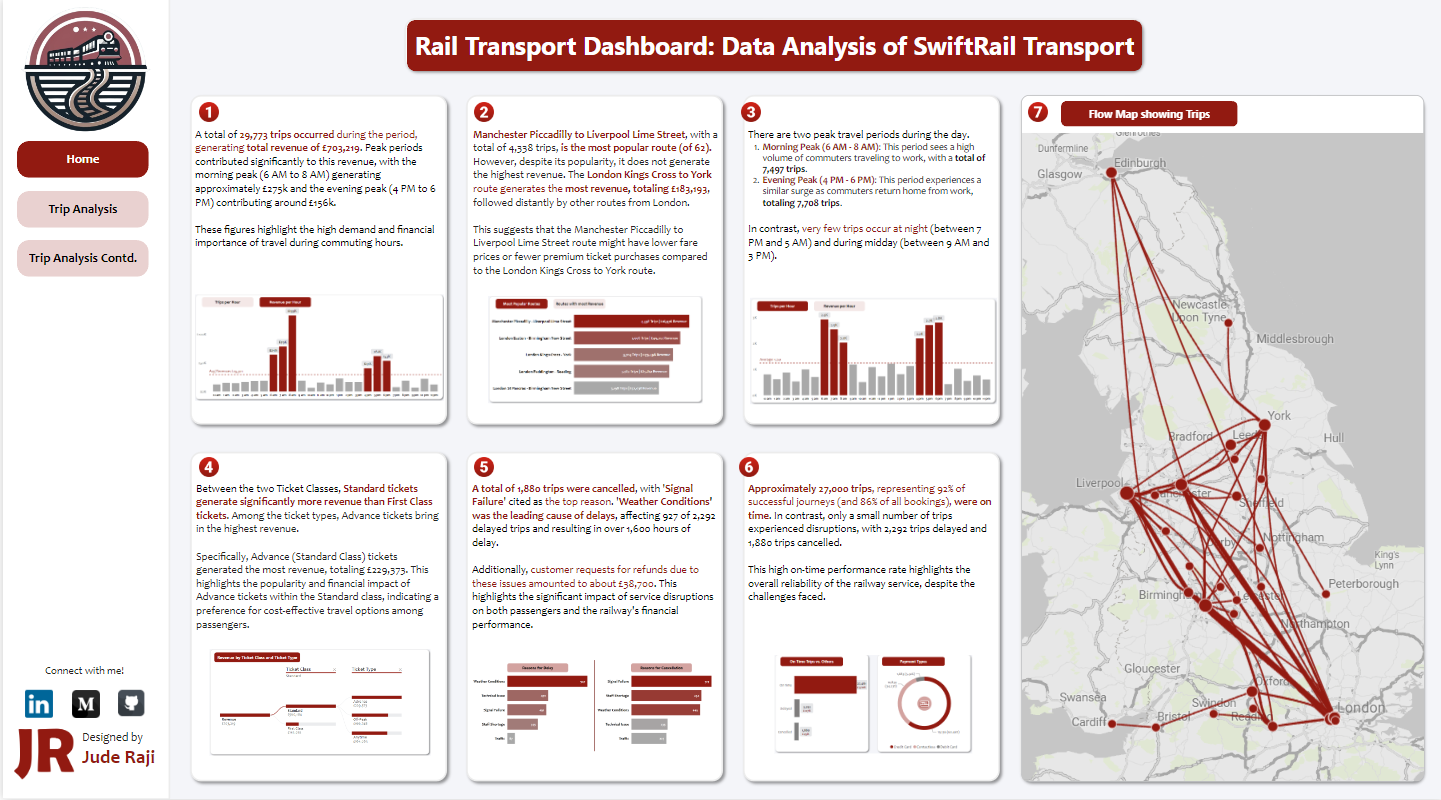 Rail Transport Dashboard: Data Analysis of SwiftRail Transport
Home
Trip Analysis
Trip Analysis Contd.
Connect with me!
in
M
JR
Designed by
Jude Raji
1
A total of 29,773 trips occurred during the period,
generating total revenue of £703,219. Peak periods
contributed significantly to this revenue, with the
morning peak (6 AM to 8 AM) generating
approximately £275k and the evening peak (4 PM to 6
PM) contributing around £156k.
These figures highlight the high demand and financial
importance of travel during commuting hours.
Trips per Hour
Revenue per Hour
2
Manchester Piccadilly to Liverpool Lime Street, with a
total of 4,338 trips, is the most popular route (of 62).
However, despite its popularity, it does not generate
the highest revenue. The London Kings Cross to York
route generates the most revenue, totaling £183,193,
followed distantly by other routes from London.
This suggests that the Manchester Piccadilly to
Liverpool Lime Street route might have lower fare
prices or fewer premium ticket purchases compared
to the London Kings Cross to York route.
Most Popular Routes
Routes with most Revenue
Manchester Piccadilly - Liverpool Lime Street
London Euston - Birmingham New Street
London Kings Cross - York
London Paddington - Reading
London St Pancras - Birmingham New Street
3
There are two peak travel periods during the day.
1. Morning Peak (6 AM - 8 AM): This period sees a high
volume of commuters traveling to work, with a total of
7,497 trips.
2. Evening Peak (4 PM - 6 PM): This period experiences a
similar surge as commuters return home from work,
totaling 7,708 trips.
In contrast, very few trips occur at night (between 7
PM and 5 AM) and during midday (between 9 AM and
3 PM).
Trips per Hour
Revenue per Hour
4
Between the two Ticket Classes, Standard tickets
generate significantly more revenue than First Class
tickets. Among the ticket types, Advance tickets bring
in the highest revenue.
Specifically, Advance (Standard Class) tickets
generated the most revenue, totaling £229,373. This
highlights the popularity and financial impact of
Advance tickets within the Standard class, indicating a
preference for cost-effective travel options among
passengers.
Revenue by Ticket Class and Ticket Type
Ticket Class
Ticket Type
Standard
Revenue
Standard
First Class
Off-Peak
Anytime
5
A total of 1,880 trips were cancelled, with 'Signal
Failure' cited as the top reason. 'Weather Conditions'
was the leading cause of delays, affecting 927 of 2,292
delayed trips and resulting in over 1,600 hours of
delay.
Additionally, customer requests for refunds due to
these issues amounted to about £38,700. This
highlights the significant impact of service disruptions
on both passengers and the railway's financial
performance.
Reasons for Delay
Weather Conditions
Technical Issue
Signal Failure
Staff Shortage
Traffic
Reasons for Cancellation
Signal Failure
Staff Shortage
Weather Conditions
Technical Issue
Traffic
6
Approximately 27,000 trips, representing 92% of
successful journeys (and 86% of all bookings), were on
time. In contrast, only a small number of trips
experienced disruptions, with 2,292 trips delayed and
1,880 trips cancelled.
This high on-time performance rate highlights the
overall reliability of the railway service, despite the
challenges faced.
On Time Trips vs. Others
Payment Types
Credit Card
Contactless
Debit Card
7
Flow Map showing Trips
Glenrothes
Dunfermline
Edinburgh
Glasgow
Newcastle
Upon Tyne
Middlesbrough
York
Bradford
Leeds
Hull
Liverpool
Manchester
Sheffield
Derby
Nottingham
King's
Lynn
Peterborough
Birmingham
Leicester
Northampton
Gloucester
Oxford
Swansea
Swindon
Cardiff
Bristol
Reading
London